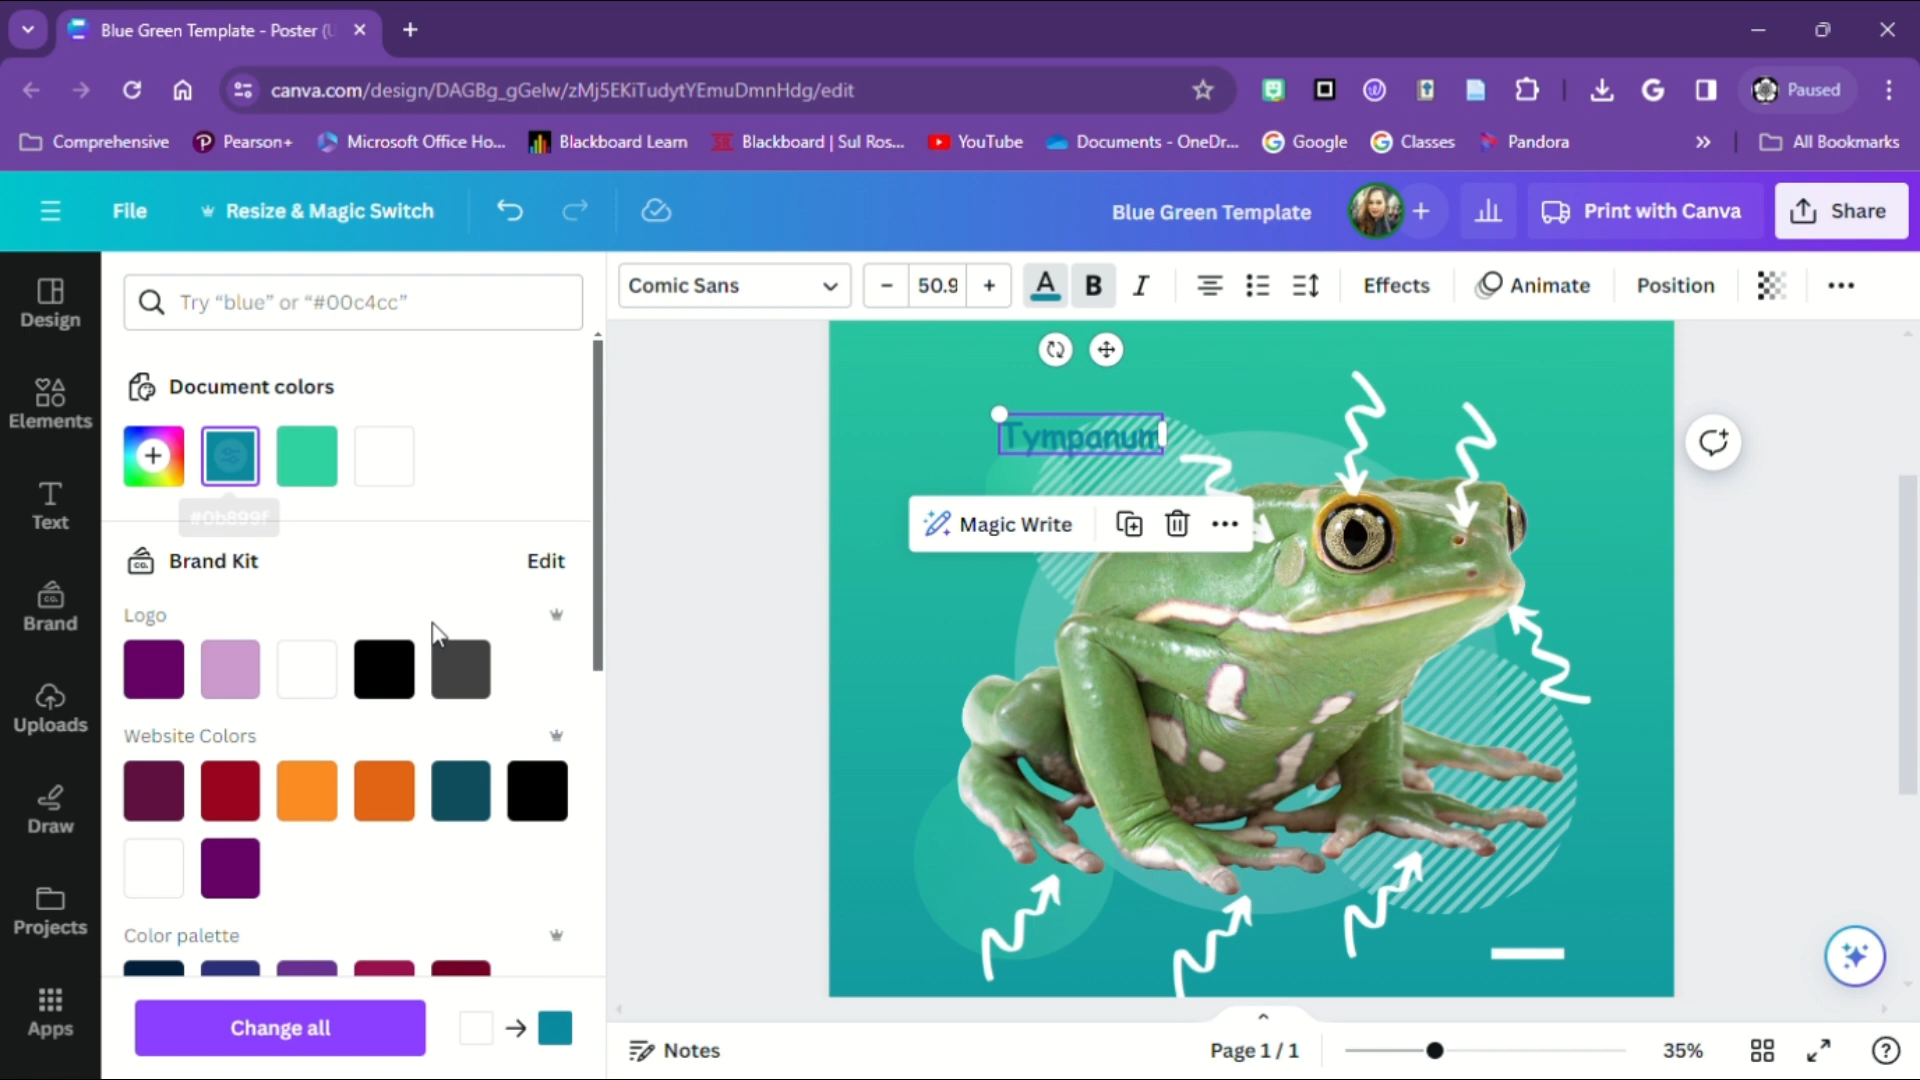 Blue Green Template - Poster (U
canva.com/design/DAGBg_gGelw/zMj5EKiTudytYEmuDmnHdg/edit
Paused
Comprehensive
Pearson+
Microsoft Office Ho...
Blackboard Learn
Blackboard | Sul Ros...
YouTube
Documents - OneDr...
Google
Classes
Pandora
All Bookmarks
File
Resize & Magic Switch
Blue Green Template
Print with Canva
Share
Design
Elements
Text
Brand
Uploads
Draw
Projects
Apps
Try “blue” or “#00c4cc”
Document colors
#0b899f
Brand Kit
Edit
Logo
Website Colors
Color palette
Change all
Comic Sans
50.9
A
B
I
Effects
Animate
Position
Tympanum
Magic Write
Notes
Page 1 / 1
35%